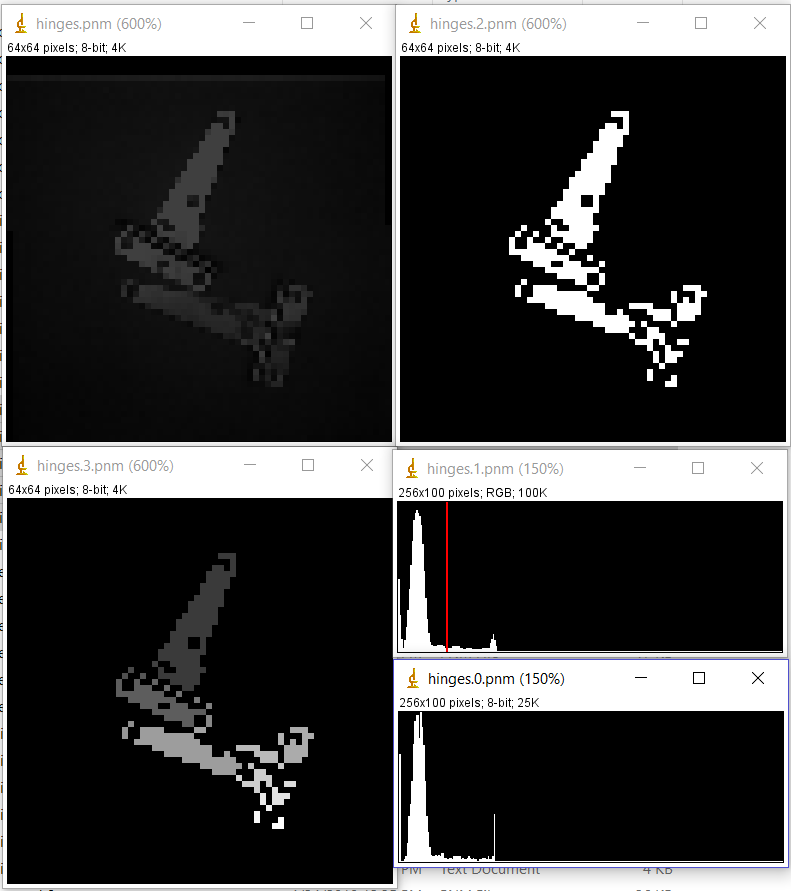 hinges.pnm (600%)
64x64 pixels; 8-bit; 4K
hinges.2.pnm (600%)
64x64 pixels; 8-bit; 4K
hinges.3.pnm (600%)
64x64 pixels; 8-bit; 4K
hinges.1.pnm (150%)
256x100 pixels; RGB; 100K
hinges.0.pnm (150%)
256x100 pixels; 8-bit; 25K
PM Text Document 4 KB